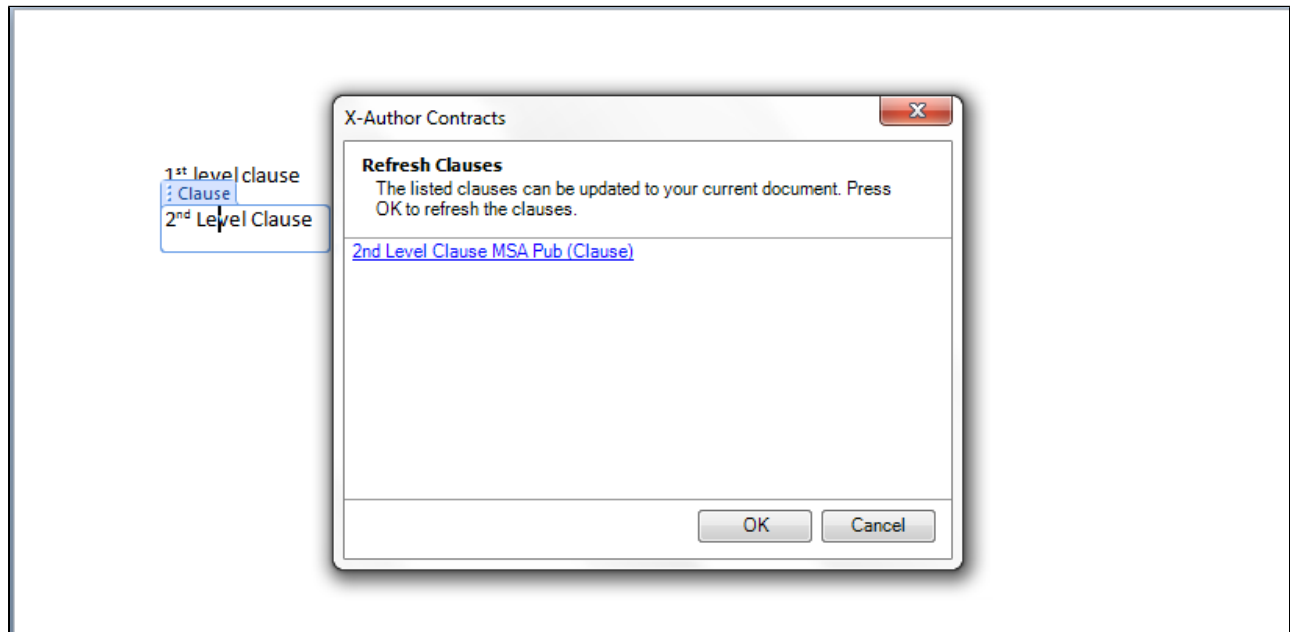 X-Author Contracts
1st level clause
Clause
2nd Level Clause
Refresh Clauses
The listed clauses can be updated to your current document. Press
OK to refresh the clauses.
2nd Level Clause MSA Pub (Clause)
OK
Cancel